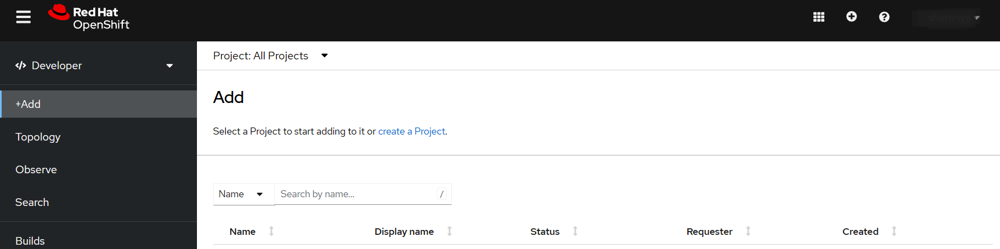 Red Hat
OpenShift
Developer
+Add
Topology
Observe
Search
Builds
Project: All Projects
Add
Select a Project to start adding to it or create a Project.
Name
Search by name...
/
Name
Display name
Status
Requester
Created